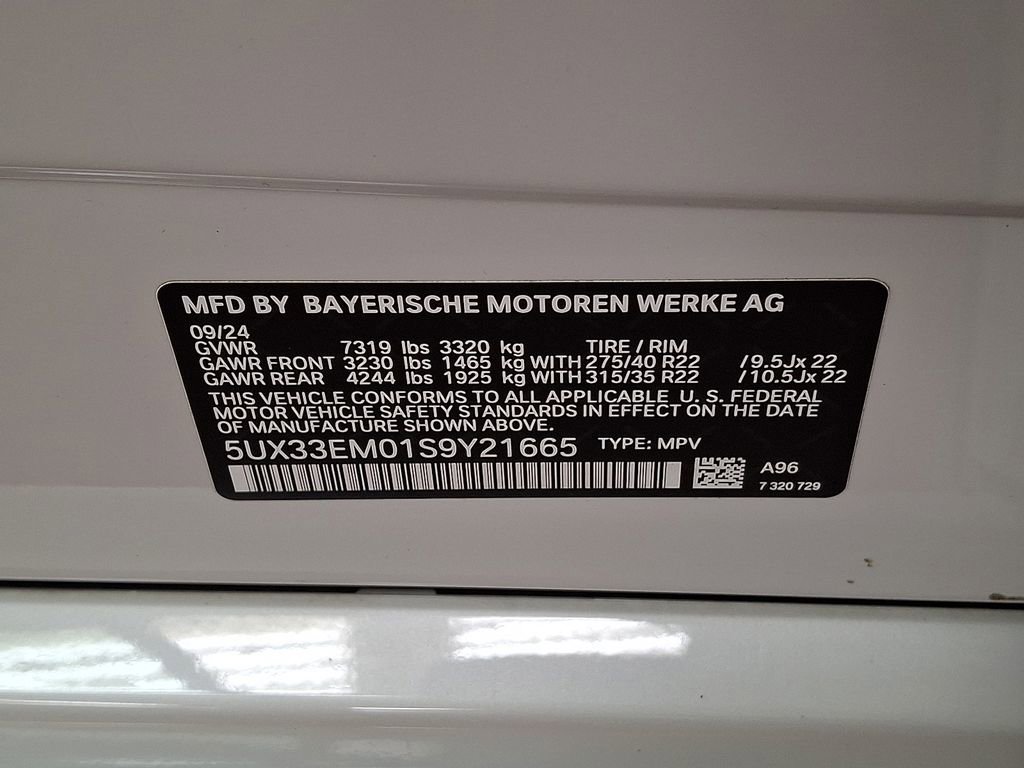 MFD BY BAYERISCHE MOTOREN WERKE AG
09/24
GVWR 7319 lbs 3320 kg TIRE / RIM
GAWR FRONT 3230 lbs 1465 kg WITH 275/40 R22 /9.5Jx 22
GAWR REAR 4244 lbs 1925 kg WITH 315/35 R22 /10.5Jx 22
THIS VEHICLE CONFORMS TO ALL APPLICABLE U. S. FEDERAL
MOTOR VEHICLE SAFETY STANDARDS IN EFFECT ON THE DATE
OF MANUFACTURE SHOWN ABOVE.
5UX33EM01S9Y21665 TYPE: MPV
A96
7 320 729